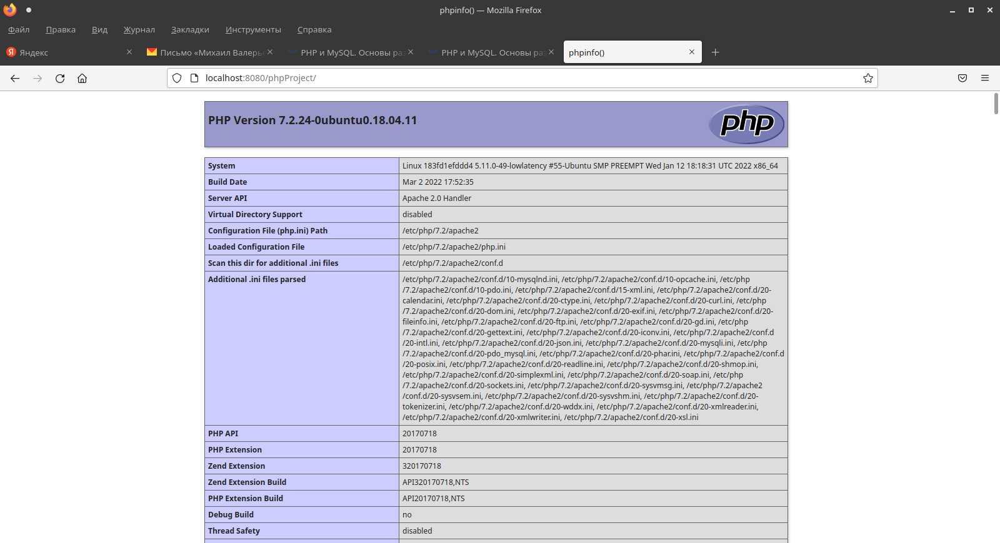 phpinfo() — Mozilla Firefox
Файл Правка Вид Журнал Закладки Инструменты Справка
Я Яндекс Письмо «Михаил Валерь PHP и MySQL. Основы раз PHP и MySQL. Основы раз phpinfo()
localhost:8080/phpProject/
PHP Version 7.2.24-0ubuntu0.18.04.11 php
System Linux 183fd1efddd4 5.11.0-49-lowlatency #55-Ubuntu SMP PREEMPT Wed Jan 12 18:18:31 UTC 2022 x86_64
Build Date Mar 2 2022 17:52:35
Server API Apache 2.0 Handler
Virtual Directory Support disabled
Configuration File (php.ini) Path /etc/php/7.2/apache2
Loaded Configuration File /etc/php/7.2/apache2/php.ini
Scan this dir for additional .ini files /etc/php/7.2/apache2/conf.d
Additional .ini files parsed /etc/php/7.2/apache2/conf.d/10-mysqlnd.ini, /etc/php/7.2/apache2/conf.d/10-opcache.ini, /etc/php
/7.2/apache2/conf.d/10-pdo.ini, /etc/php/7.2/apache2/conf.d/15-xml.ini, /etc/php/7.2/apache2/conf.d/20-
calendar.ini, /etc/php/7.2/apache2/conf.d/20-ctype.ini, /etc/php/7.2/apache2/conf.d/20-curl.ini, /etc/php
/7.2/apache2/conf.d/20-dom.ini, /etc/php/7.2/apache2/conf.d/20-exif.ini, /etc/php/7.2/apache2/conf.d/20-
fileinfo.ini, /etc/php/7.2/apache2/conf.d/20-ftp.ini, /etc/php/7.2/apache2/conf.d/20-gd.ini, /etc/php
/7.2/apache2/conf.d/20-gettext.ini, /etc/php/7.2/apache2/conf.d/20-iconv.ini, /etc/php/7.2/apache2/conf.d
/20-intl.ini, /etc/php/7.2/apache2/conf.d/20-json.ini, /etc/php/7.2/apache2/conf.d/20-mysqli.ini, /etc/php
/7.2/apache2/conf.d/20-pdo_mysql.ini, /etc/php/7.2/apache2/conf.d/20-phar.ini, /etc/php/7.2/apache2/conf.d
/20-posix.ini, /etc/php/7.2/apache2/conf.d/20-readline.ini, /etc/php/7.2/apache2/conf.d/20-shmop.ini,
/etc/php/7.2/apache2/conf.d/20-simplexml.ini, /etc/php/7.2/apache2/conf.d/20-soap.ini, /etc/php
/7.2/apache2/conf.d/20-sockets.ini, /etc/php/7.2/apache2/conf.d/20-sysvmsg.ini, /etc/php/7.2/apache2
/conf.d/20-sysvsem.ini, /etc/php/7.2/apache2/conf.d/20-sysvshm.ini, /etc/php/7.2/apache2/conf.d/20-
tokenizer.ini, /etc/php/7.2/apache2/conf.d/20-wddx.ini, /etc/php/7.2/apache2/conf.d/20-xmlreader.ini,
/etc/php/7.2/apache2/conf.d/20-xmlwriter.ini, /etc/php/7.2/apache2/conf.d/20-xsl.ini
PHP API 20170718
PHP Extension 20170718
Zend Extension 320170718
Zend Extension Build API320170718,NTS
PHP Extension Build API20170718,NTS
Debug Build no
Thread Safety disabled